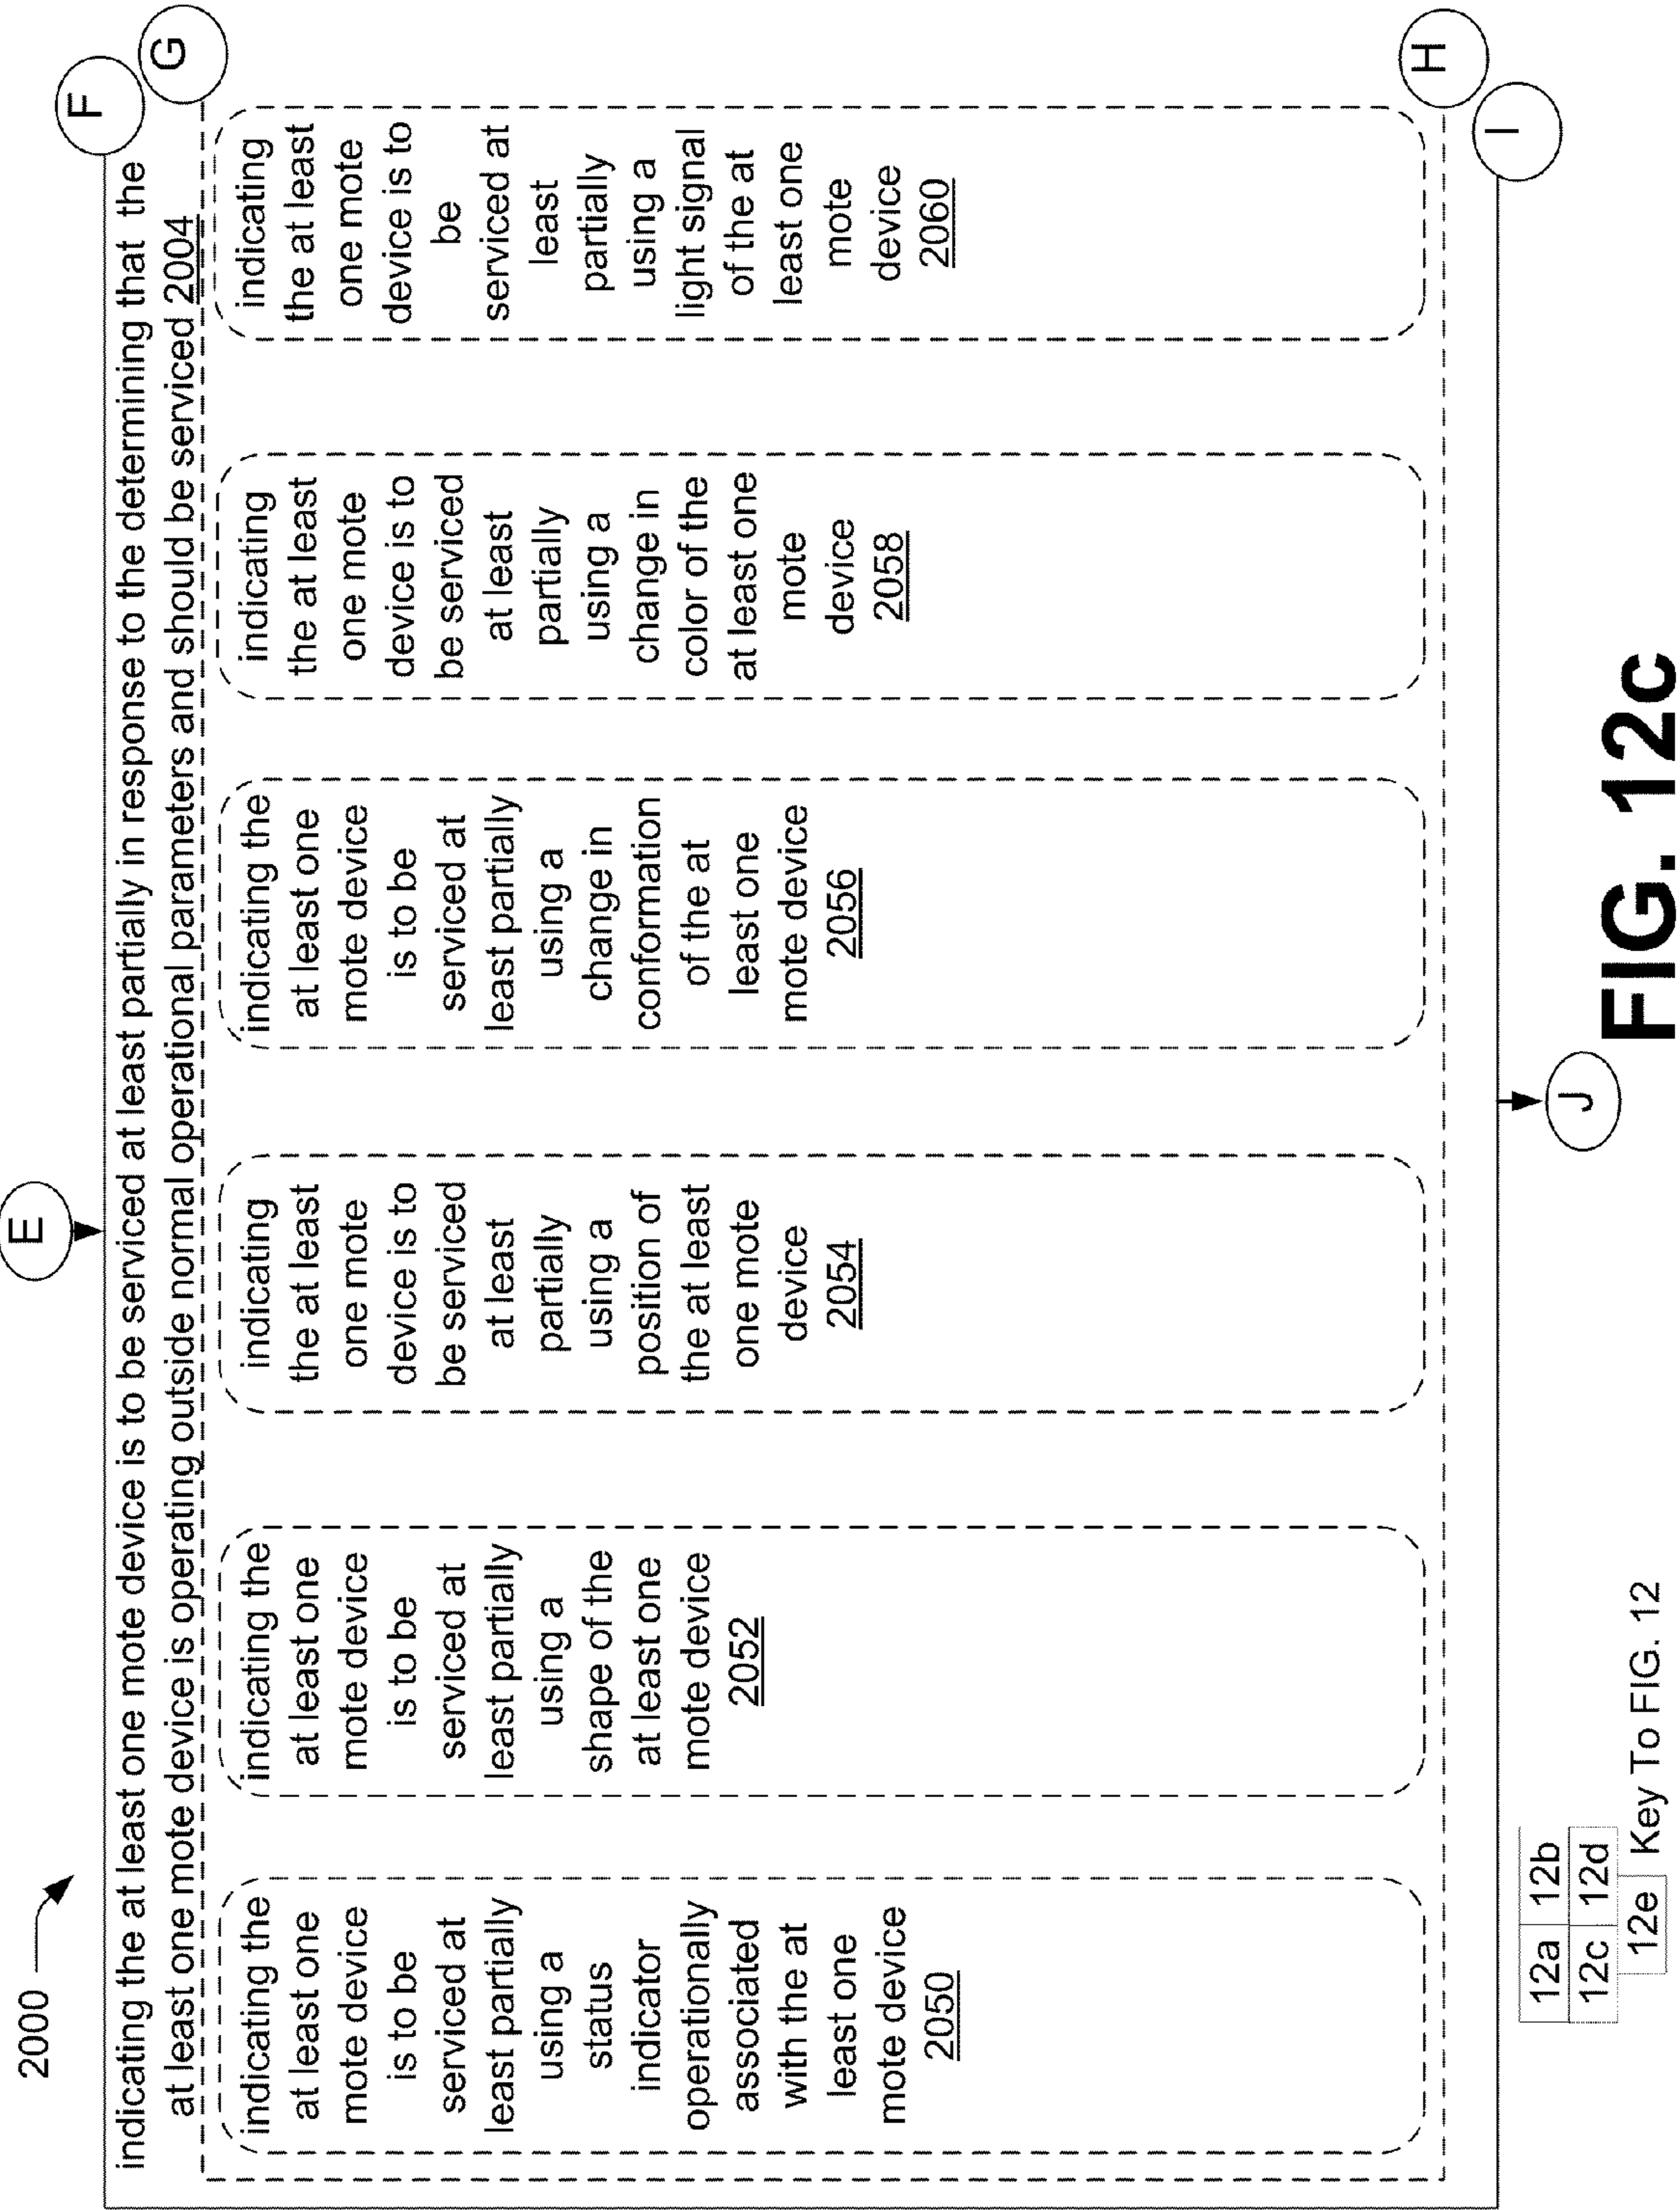 2000
E
F
G
indicating the at least one mote device is to be serviced at least partially in response to the determining that the
at least one mote device is operating outside normal operational parameters and should be serviced 2004
indicating the
at least one
mote device
is to be
serviced at
least partially
using a
status
indicator
operationally
associated
with the at
least one
mote device
2050
indicating the
at least one
mote device
is to be
serviced at
least partially
using a
shape of the
at least one
mote device
2052
indicating
the at least
one mote
device is to
be serviced
at least
partially
using a
position of
the at least
one mote
device
2054
indicating the
at least one
mote device
is to be
serviced at
least partially
using a
change in
conformation
of the at
least one
mote device
2056
indicating
the at least
one mote
device is to
be serviced
at least
partially
using a
change in
color of the
at least one
mote
device
2058
indicating
the at least
one mote
device is to
be
serviced at
least
partially
using a
light signal
of the at
least one
mote
device
2060
H
I
J
12a 12b
12c 12d
12e Key To FIG. 12
FIG. 12c